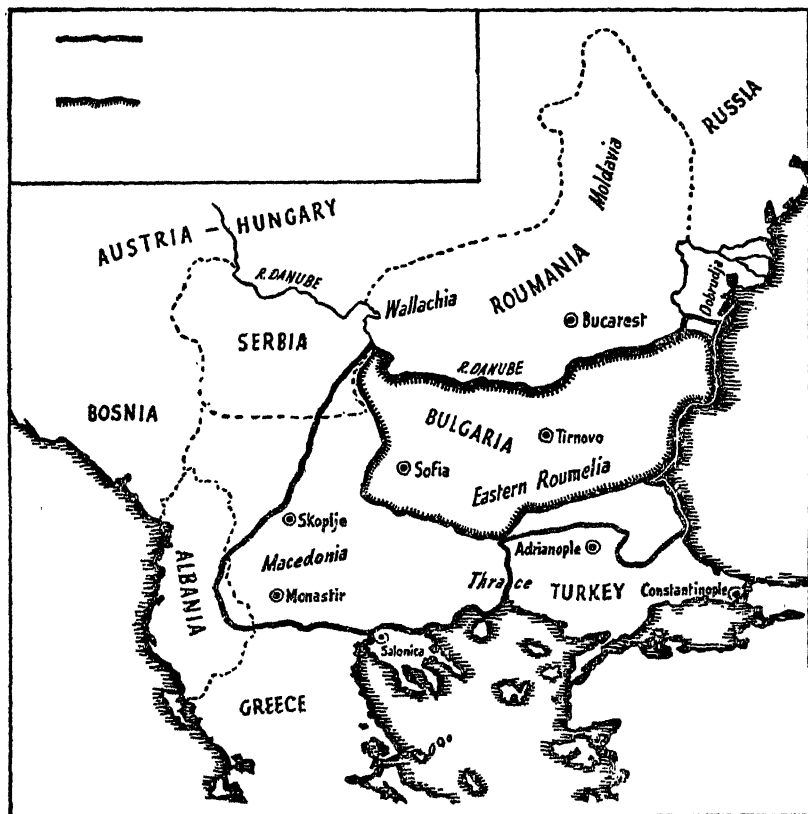 RUSSIA
Moldavia
AUSTRIA - HUNGARY
R. DANUBE
ROUMANIA
Dobrudja
Wallachia
Bucarest
SERBIA
R. DANUBE
BOSNIA
BULGARIA
Tirnovo
Sofia
Eastern Roumelia
Skoplje
Macedonia
Adrianople
ALBANIA
Monastir
Thrace
TURKEY
Constantinople
Salonica
GREECE